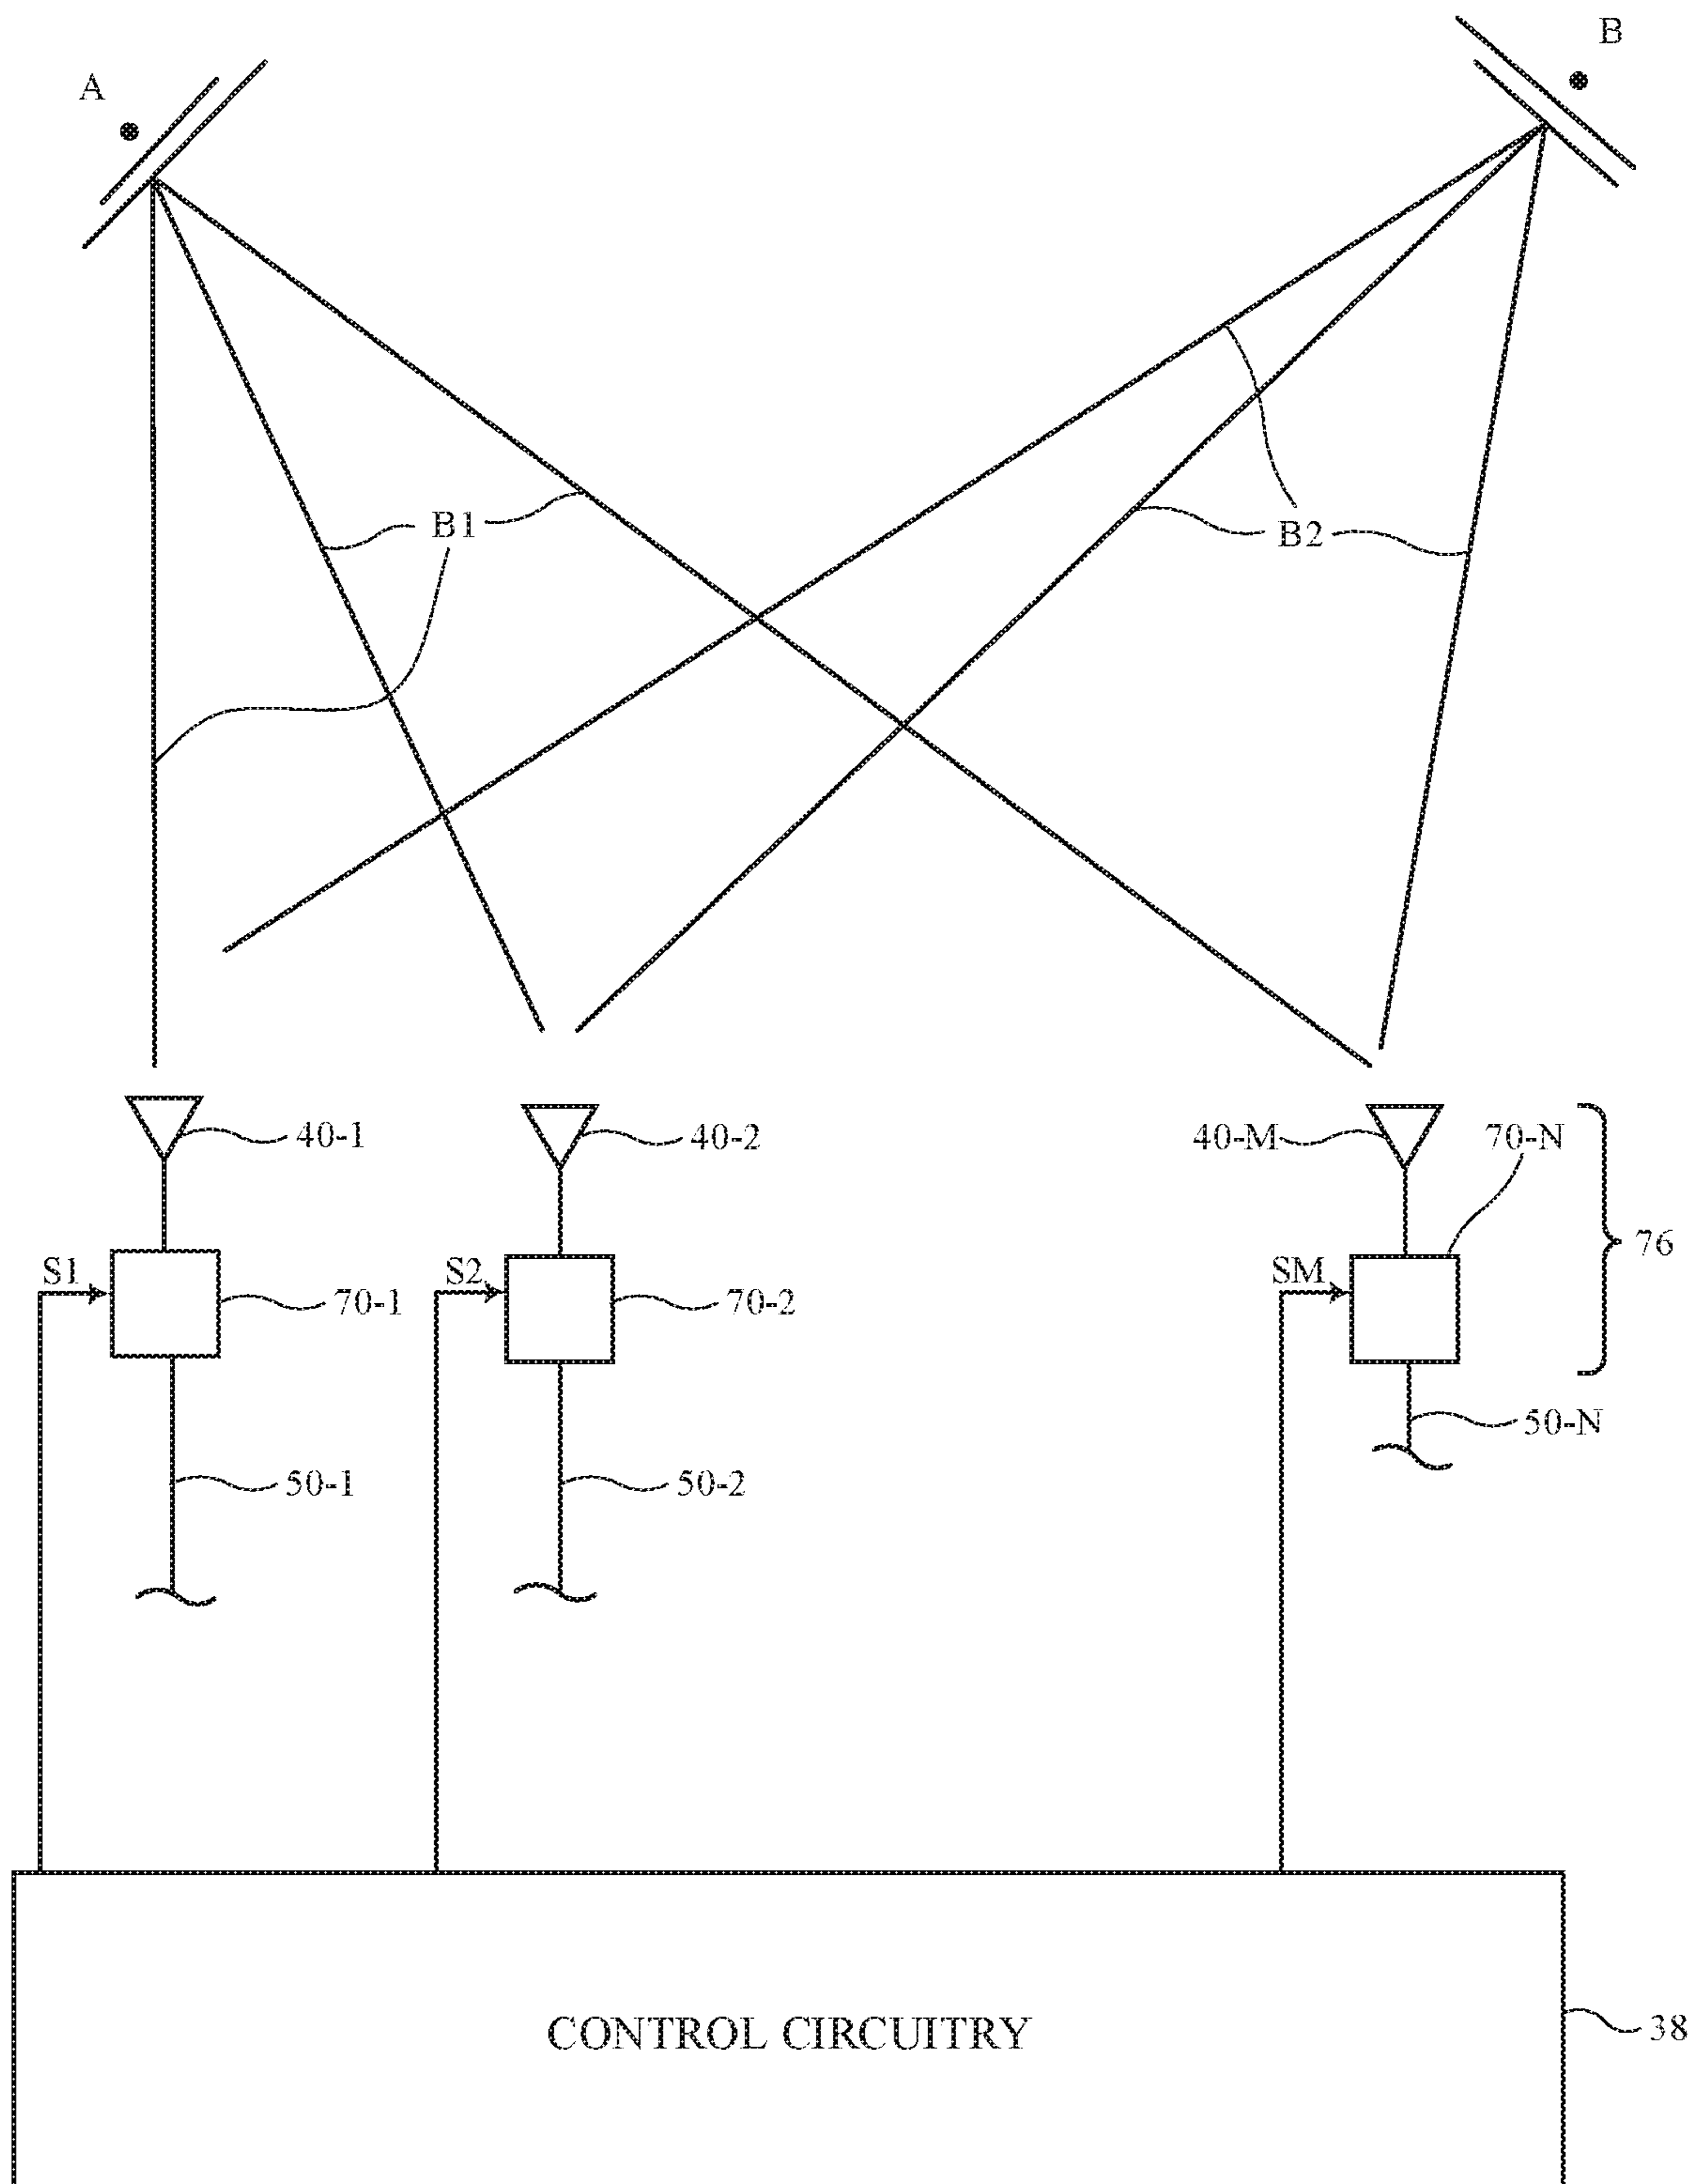 B
A
B1
B2
40-1
40-2
40-M
70-N
76
S1
S2
SM
70-1
70-2
50-N
50-1
50-2
CONTROL CIRCUITRY
38